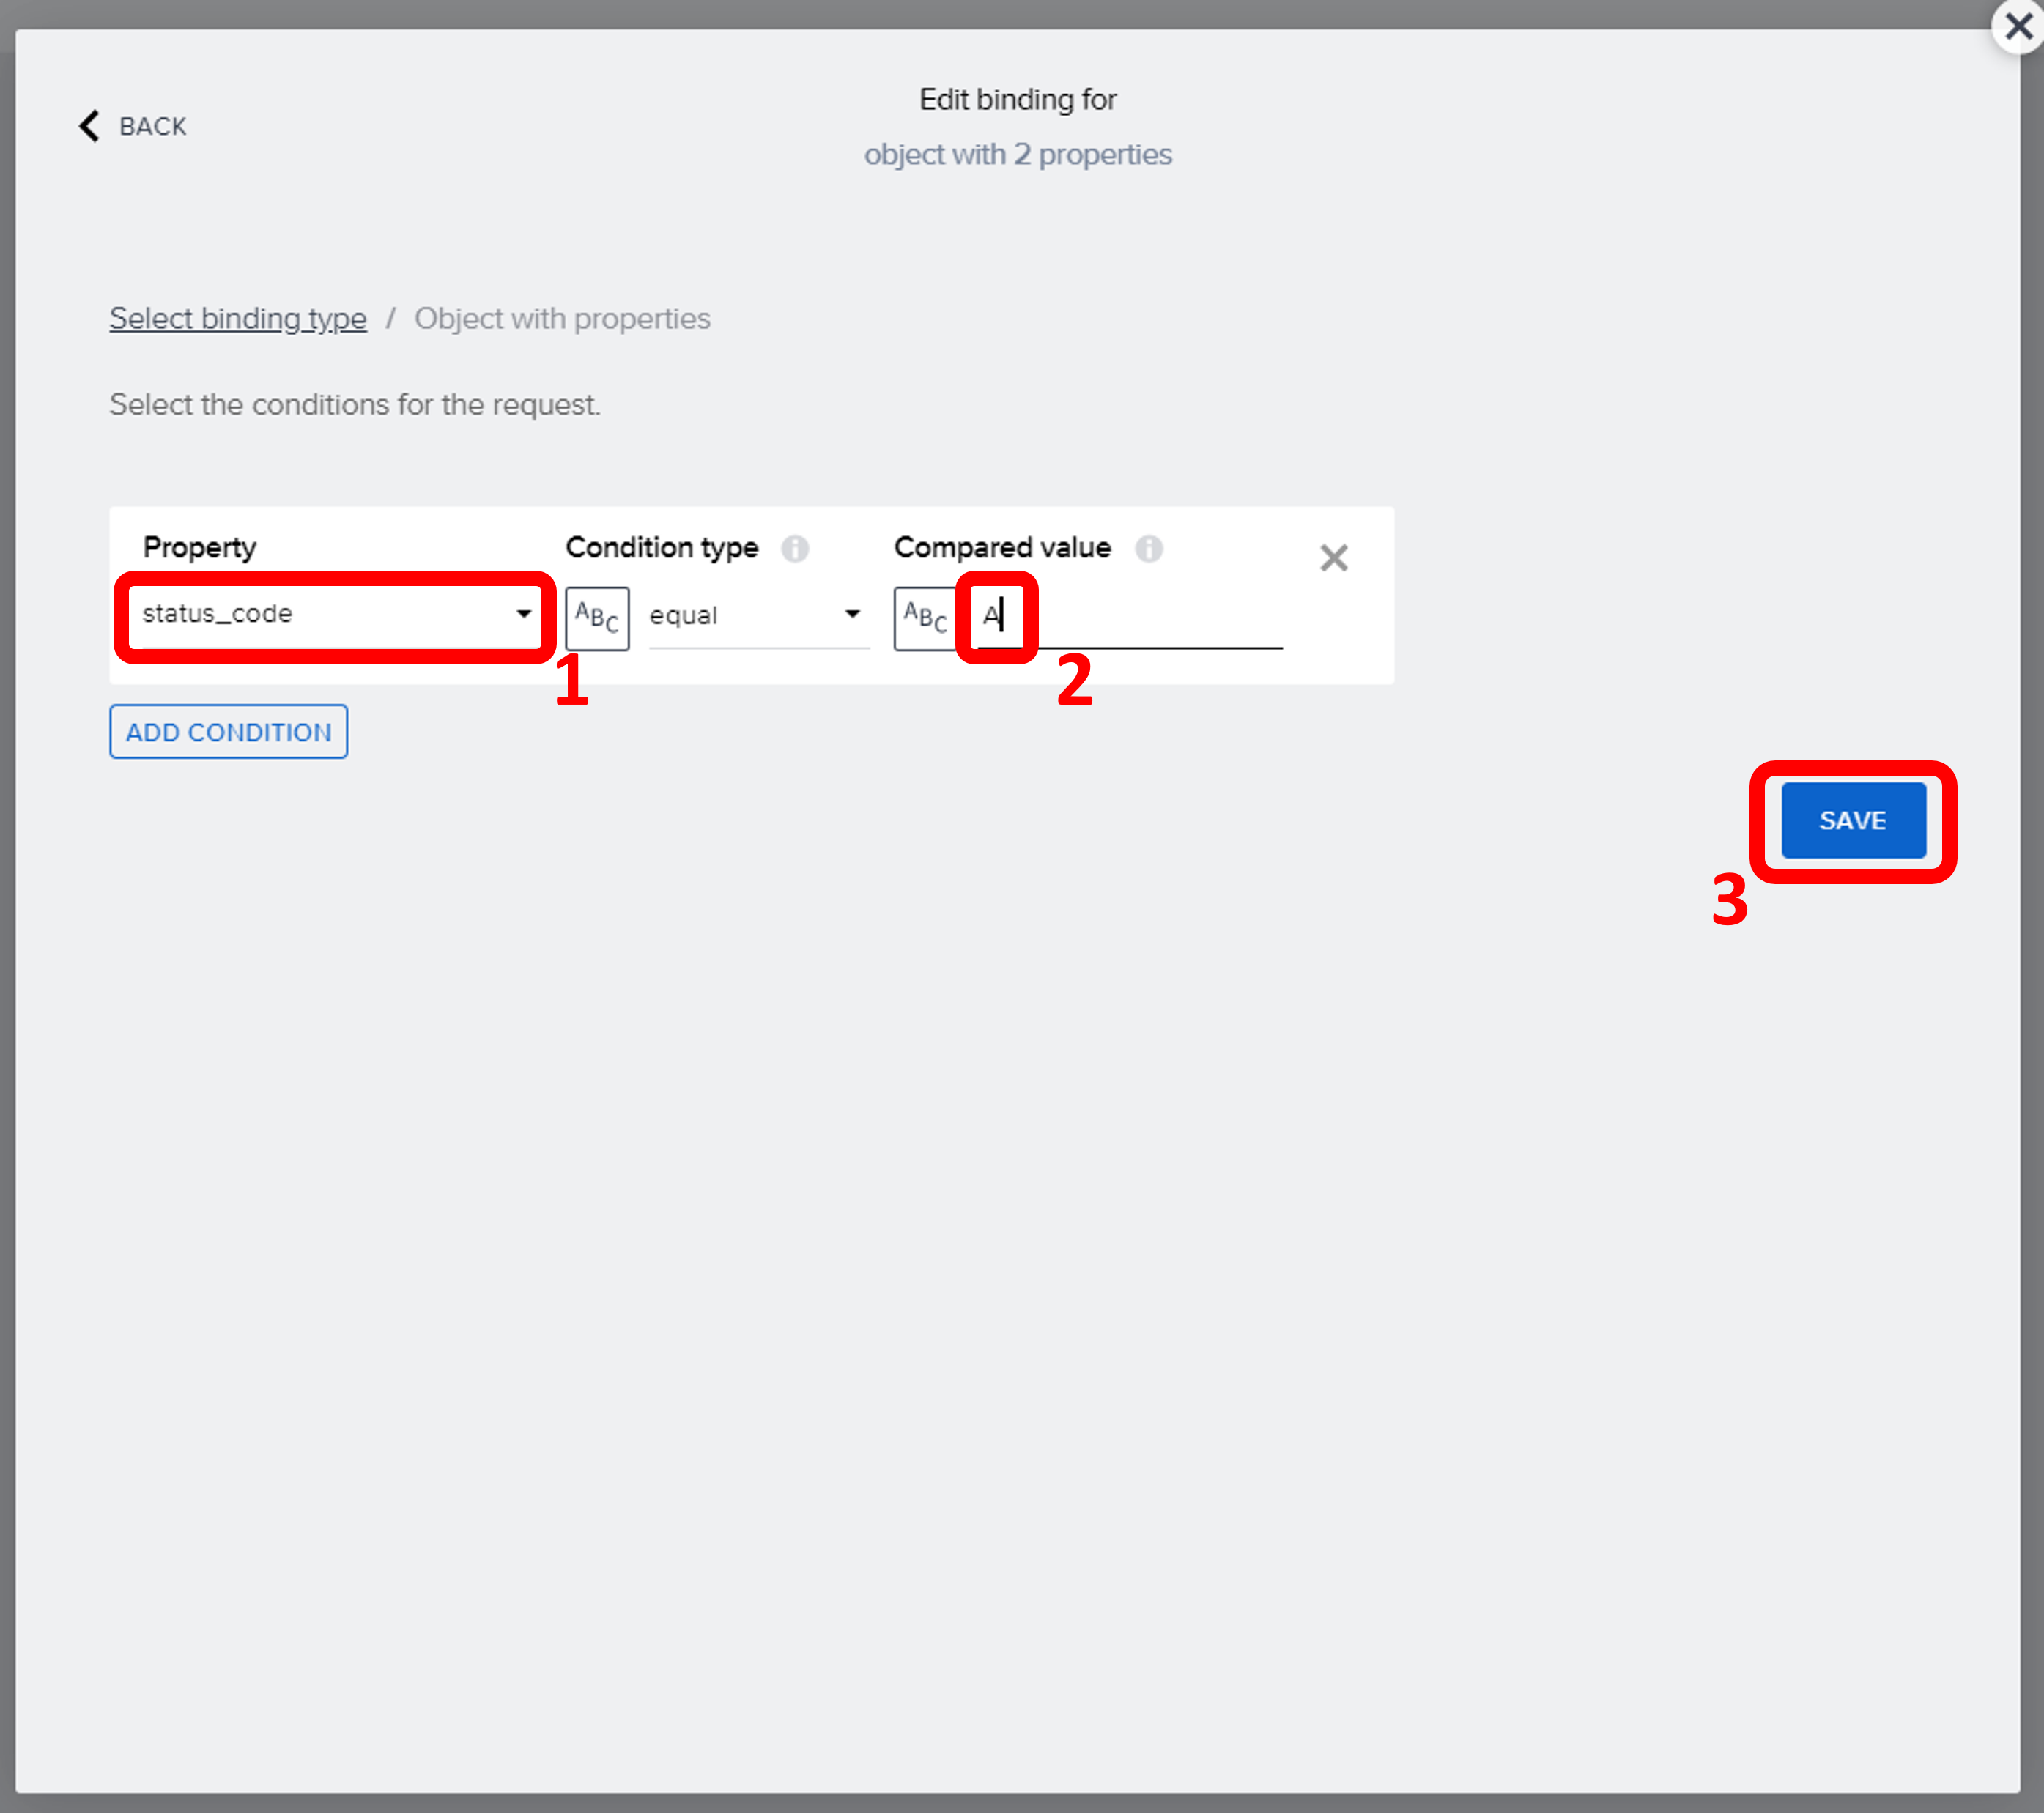 Edit binding for
BACK
object with 2 properties
Select binding type / Object with properties
Select the conditions for the request.
Property Condition type i Compared value i
status_code ABC equal ABC A
1 2
ADD CONDITION
SAVE
3